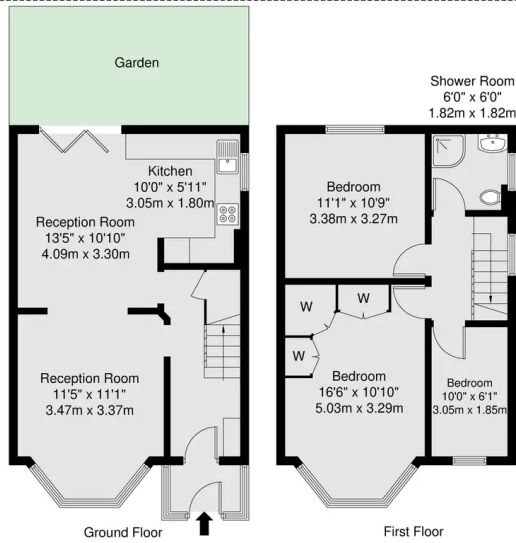 Garden
Kitchen
10'0" x 5'11"
3.05m x 1.80m
Reception Room
13'5" x 10'10"
4.09m x 3.30m
Reception Room
11'5" x 11'1"
3.47m x 3.37m
Ground Floor
Shower Room
6'0" x 6'0"
1.82m x 1.82m
Bedroom
11'1" x 10'9"
3.38m x 3.27m
W
W
W
Bedroom
16'6" x 10'10"
5.03m x 3.29m
Bedroom
10'0" x 6'1"
3.05m x 1.85m
First Floor